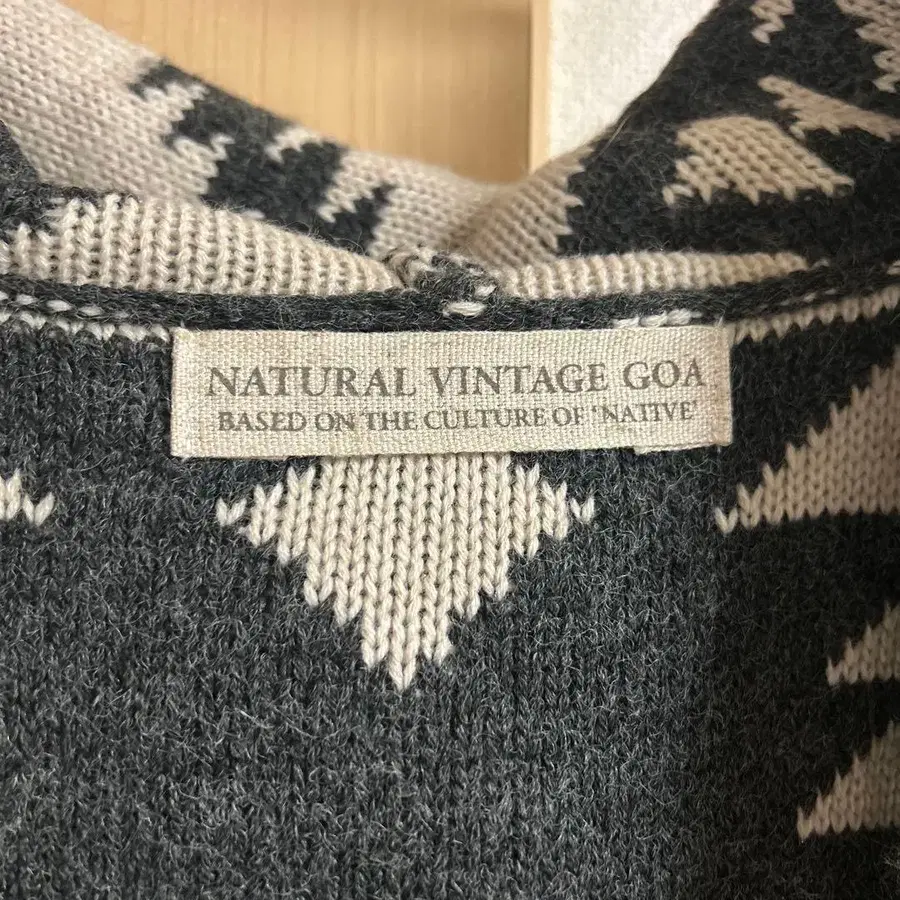 NATURAL VINTAGE GOA
BASED ON THE CULTURE OF 'NATIVE'